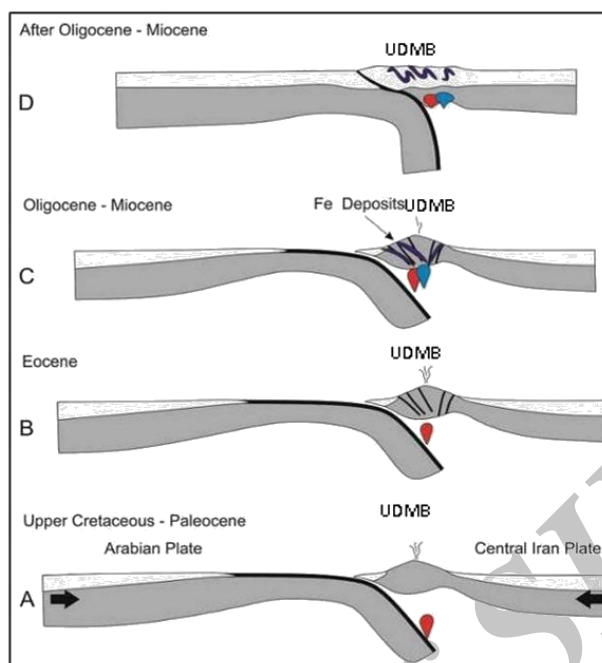 After Oligocene - Miocene
UDMB
D
Oligocene - Miocene
Fe Deposits
UDMB
C
Eocene
UDMB
B
UDMB
Upper Cretaceous - Paleocene
Arabian Plate
Central Iran Plate
A